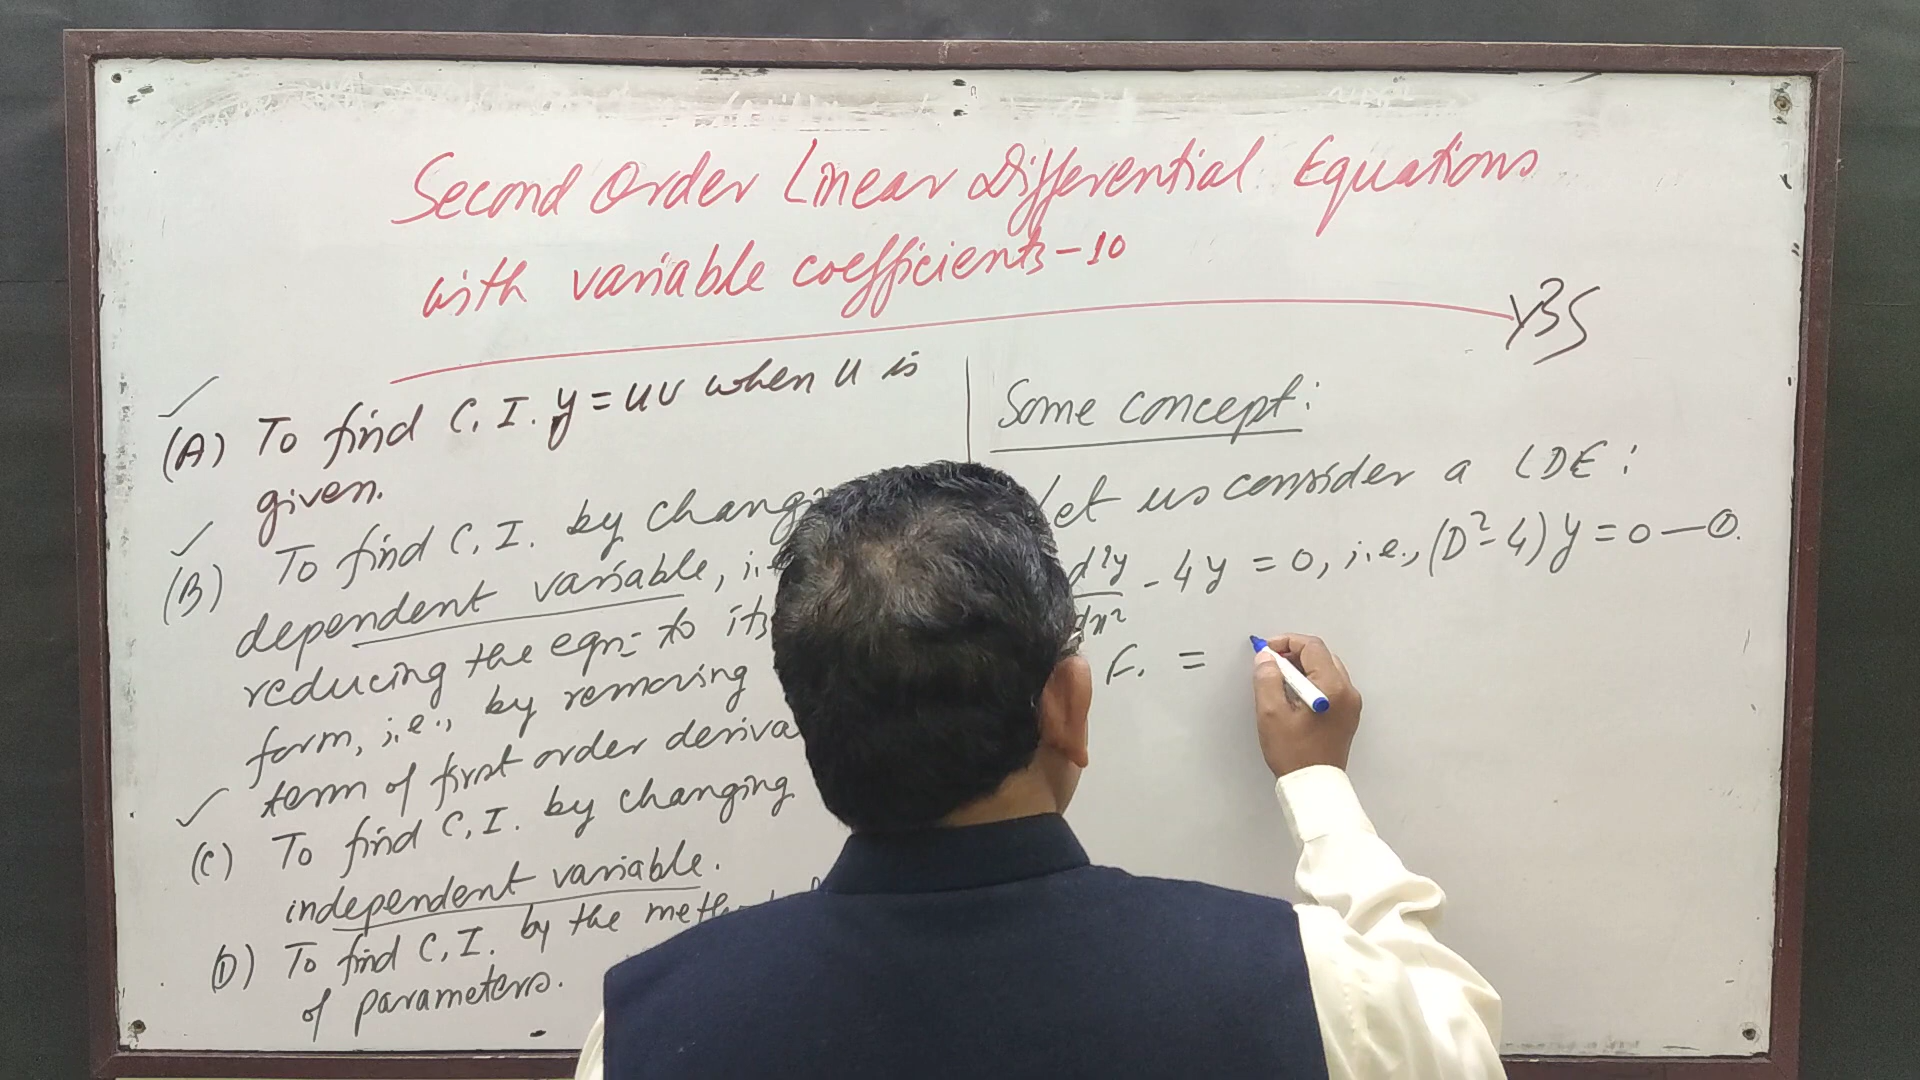 Second Order Linear Differential Equations
with variable coefficients-10
YBS
(A) To find C.I. y=uv when u is
given.
(B) To find C.I. by
dependent variable,
reducing the eqn= to its
form, i.e., by removing
term of first order
(C) To find C.I. by changing
independent variable.
(D) To find C.I. by the
of parameters.
Some concept:
Let us consider a LDE:
d²y/dx² - 4y = 0, i.e., (D²-4)y = 0 — ①.
F. =